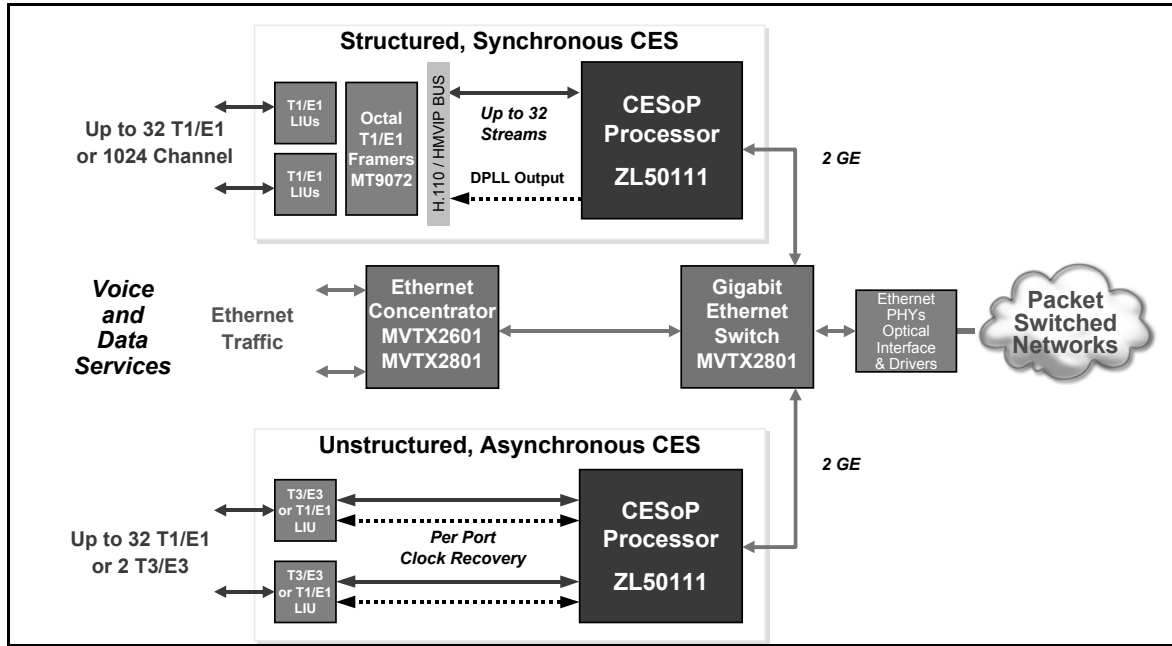 Structured, Synchronous CES
Up to 32 T1/E1
or 1024 Channel
T1/E1
LIUs
T1/E1
LIUs
Octal
T1/E1
Framers
MT9072
H.110 / HMVIP BUS
Up to 32
Streams
DPLL Output
CESoP
Processor
ZL50111
2 GE
Voice
and
Data
Services
Ethernet
Traffic
Ethernet
Concentrator
MVTX2601
MVTX2801
Gigabit
Ethernet
Switch
MVTX2801
Ethernet
PHYs
Optical
Interface
& Drivers
Packet
Switched
Networks
Unstructured, Asynchronous CES
2 GE
Up to 32 T1/E1
or 2 T3/E3
T3/E3
or T1/E1
LIU
T3/E3
or T1/E1
LIU
Per Port
Clock Recovery
CESoP
Processor
ZL50111